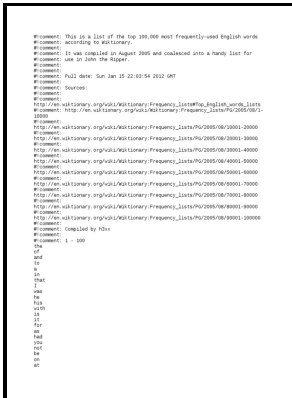 #!comment: This is a list of the top 100,000 most frequently-used English words
#!comment: according to Wiktionary.
#!comment:
#!comment: It was compiled in August 2005 and coalesced into a handy list for
#!comment: use in John the Ripper.
#!comment:
#!comment:
#!comment: Full date: Sun Jan 15 22:03:54 2012 GMT
#!comment:
#!comment: Sources:
#!comment:
#!comment:
http://en.wiktionary.org/wiki/Wiktionary:Frequency_lists#Top_English_words_lists
#!comment: http://en.wiktionary.org/wiki/Wiktionary:Frequency_lists/PG/2005/08/1-
10000
#!comment:
http://en.wiktionary.org/wiki/Wiktionary:Frequency_lists/PG/2005/08/10001-20000
#!comment:
http://en.wiktionary.org/wiki/Wiktionary:Frequency_lists/PG/2005/08/20001-30000
#!comment:
http://en.wiktionary.org/wiki/Wiktionary:Frequency_lists/PG/2005/08/30001-40000
#!comment:
http://en.wiktionary.org/wiki/Wiktionary:Frequency_lists/PG/2005/08/40001-50000
#!comment:
http://en.wiktionary.org/wiki/Wiktionary:Frequency_lists/PG/2005/08/50001-60000
#!comment:
http://en.wiktionary.org/wiki/Wiktionary:Frequency_lists/PG/2005/08/60001-70000
#!comment:
http://en.wiktionary.org/wiki/Wiktionary:Frequency_lists/PG/2005/08/70001-80000
#!comment:
http://en.wiktionary.org/wiki/Wiktionary:Frequency_lists/PG/2005/08/80001-90000
#!comment:
http://en.wiktionary.org/wiki/Wiktionary:Frequency_lists/PG/2005/08/90001-100000
#!comment:
#!comment: Compiled by
#!comment:
#!comment: 1 - 100
the
of
and
to
a
in
that
I
was
he
his
with
is
it
for
as
had
you
not
be
on
at